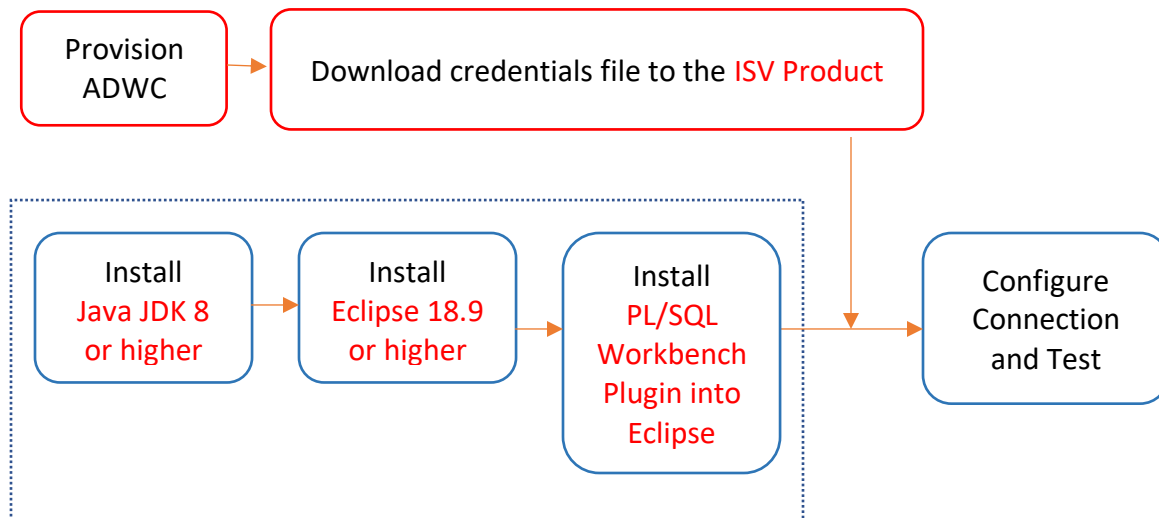 Provision
ADWC
Download credentials file to the ISV Product
Install
Java JDK 8
or higher
Install
Eclipse 18.9
or higher
Install
PL/SQL
Workbench
Plugin into
Eclipse
Configure
Connection
and Test